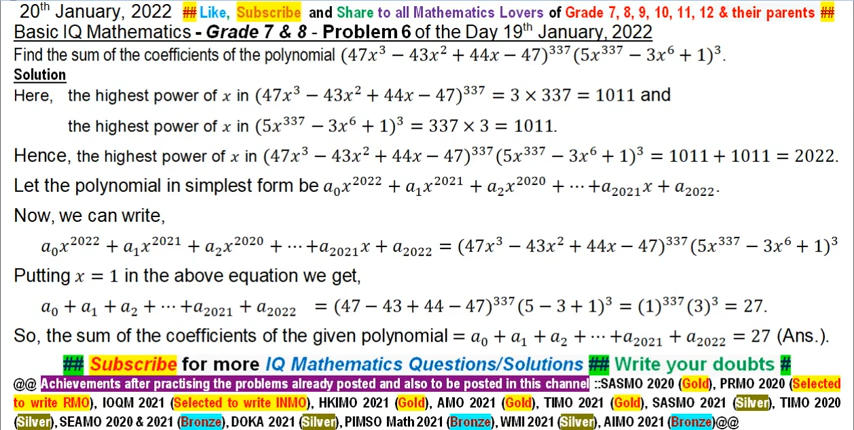 20th January, 2022 ## Like, Subscribe and Share to all Mathematics Lovers of Grade 7, 8, 9, 10, 11, 12 & their parents ##
Basic IQ Mathematics - Grade 7 & 8 - Problem 6 of the Day 19th January, 2022
Find the sum of the coefficients of the polynomial (47x³ − 43x² + 44x − 47)³³⁷(5x³³⁷ − 3x⁶ + 1)³.
Solution
Here, the highest power of x in (47x³ − 43x² + 44x − 47)³³⁷ = 3 × 337 = 1011 and
the highest power of x in (5x³³⁷ − 3x⁶ + 1)³ = 337 × 3 = 1011.
Hence, the highest power of x in (47x³ − 43x² + 44x − 47)³³⁷(5x³³⁷ − 3x⁶ + 1)³ = 1011 + 1011 = 2022.
Let the polynomial in simplest form be a₀x²⁰²² + a₁x²⁰²¹ + a₂x²⁰²⁰ + ⋯ +a₂₀₂₁x + a₂₀₂₂.
Now, we can write,
a₀x²⁰²² + a₁x²⁰²¹ + a₂x²⁰²⁰ + ⋯ +a₂₀₂₁x + a₂₀₂₂ = (47x³ − 43x² + 44x − 47)³³⁷(5x³³⁷ − 3x⁶ + 1)³
Putting x = 1 in the above equation we get,
a₀ + a₁ + a₂ + ⋯ +a₂₀₂₁ + a₂₀₂₂ = (47 − 43 + 44 − 47)³³⁷(5 − 3 + 1)³ = (1)³³⁷(3)³ = 27.
So, the sum of the coefficients of the given polynomial = a₀ + a₁ + a₂ + ⋯ +a₂₀₂₁ + a₂₀₂₂ = 27 (Ans.).
## Subscribe for more IQ Mathematics Questions/Solutions ## Write your doubts #
@@ Achievements after practising the problems already posted and also to be posted in this channel ::SASMO 2020 (Gold), PRMO 2020 (Selected
to write RMO), IOQM 2021 (Selected to write INMO), HKIMO 2021 (Gold), AMO 2021 (Gold), TIMO 2021 (Gold), SASMO 2021 (Silver), TIMO 2020
(Silver), SEAMO 2020 & 2021 (Bronze), DOKA 2021 (Silver), PIMSO Math 2021 (Bronze), WMI 2021 (Silver), AIMO 2021 (Bronze)@@